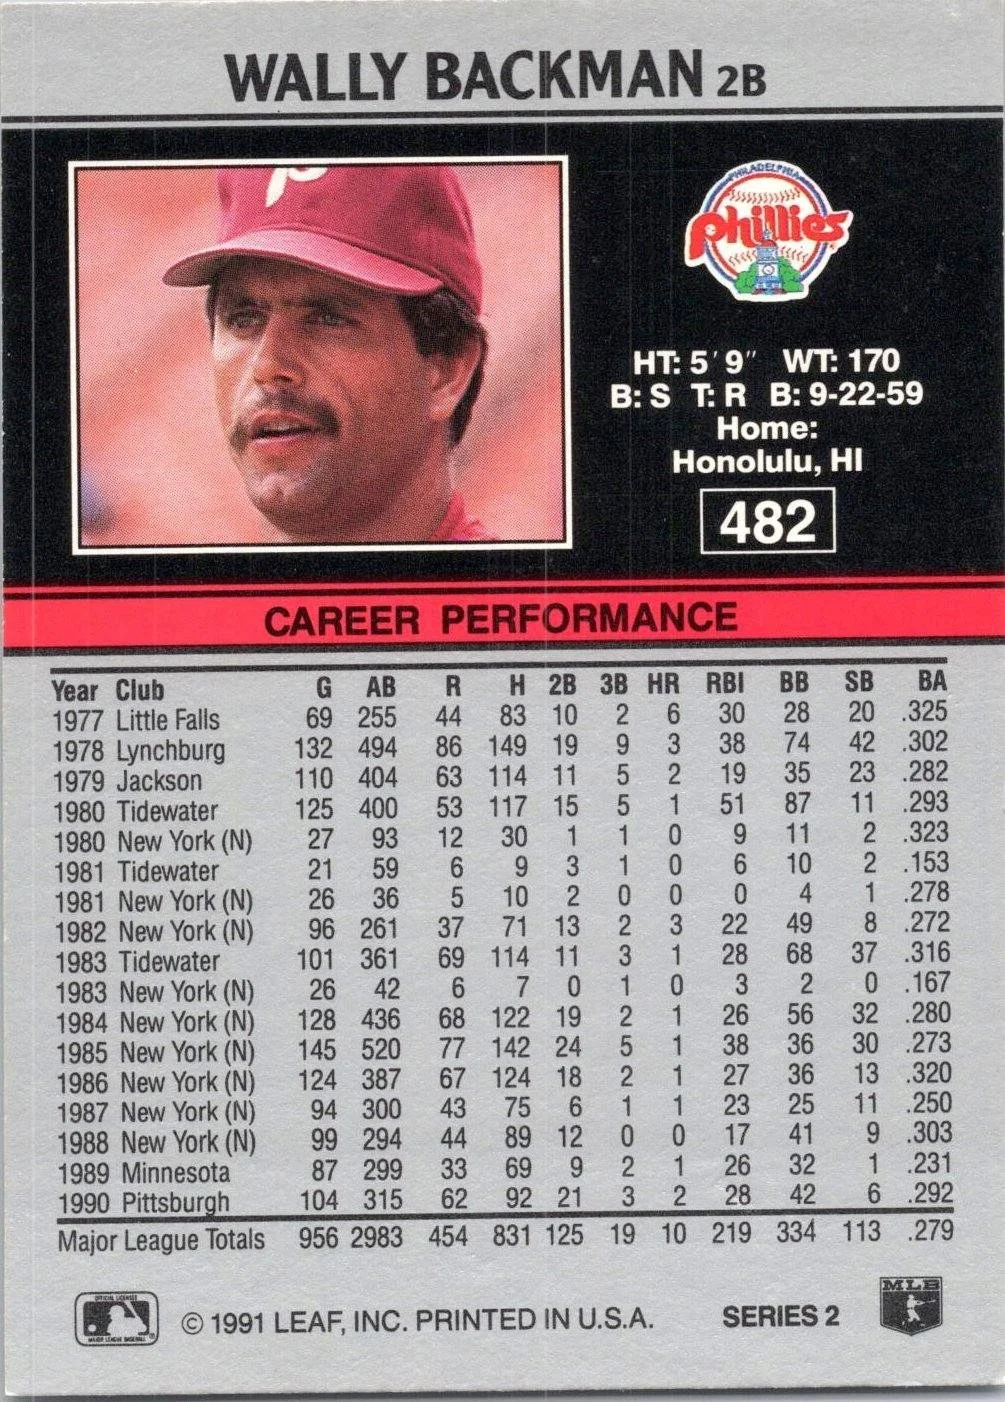 WALLY BACKMAN 2B
P
PHILADELPHIA
Phillies
HT: 5' 9" WT: 170
B: S T: R B: 9-22-59
Home:
Honolulu, HI
482
CAREER PERFORMANCE
Year Club G AB R H 2B 3B HR RBI BB SB BA
1977 Little Falls 69 255 44 83 10 2 6 30 28 20 .325
1978 Lynchburg 132 494 86 149 19 9 3 38 74 42 .302
1979 Jackson 110 404 63 114 11 5 2 19 35 23 .282
1980 Tidewater 125 400 53 117 15 5 1 51 87 11 .293
1980 New York (N) 27 93 12 30 1 1 0 9 11 2 .323
1981 Tidewater 21 59 6 9 3 1 0 6 10 2 .153
1981 New York (N) 26 36 5 10 2 0 0 0 4 1 .278
1982 New York (N) 96 261 37 71 13 2 3 22 49 8 .272
1983 Tidewater 101 361 69 114 11 3 1 28 68 37 .316
1983 New York (N) 26 42 6 7 0 1 0 3 2 0 .167
1984 New York (N) 128 436 68 122 19 2 1 26 56 32 .280
1985 New York (N) 145 520 77 142 24 5 1 38 36 30 .273
1986 New York (N) 124 387 67 124 18 2 1 27 36 13 .320
1987 New York (N) 94 300 43 75 6 1 1 23 25 11 .250
1988 New York (N) 99 294 44 89 12 0 0 17 41 9 .303
1989 Minnesota 87 299 33 69 9 2 1 26 32 1 .231
1990 Pittsburgh 104 315 62 92 21 3 2 28 42 6 .292
Major League Totals 956 2983 454 831 125 19 10 219 334 113 .279
OFFICIAL LICENSEE
MAJOR LEAGUE BASEBALL
© 1991 LEAF, INC. PRINTED IN U.S.A.
SERIES 2
MLB